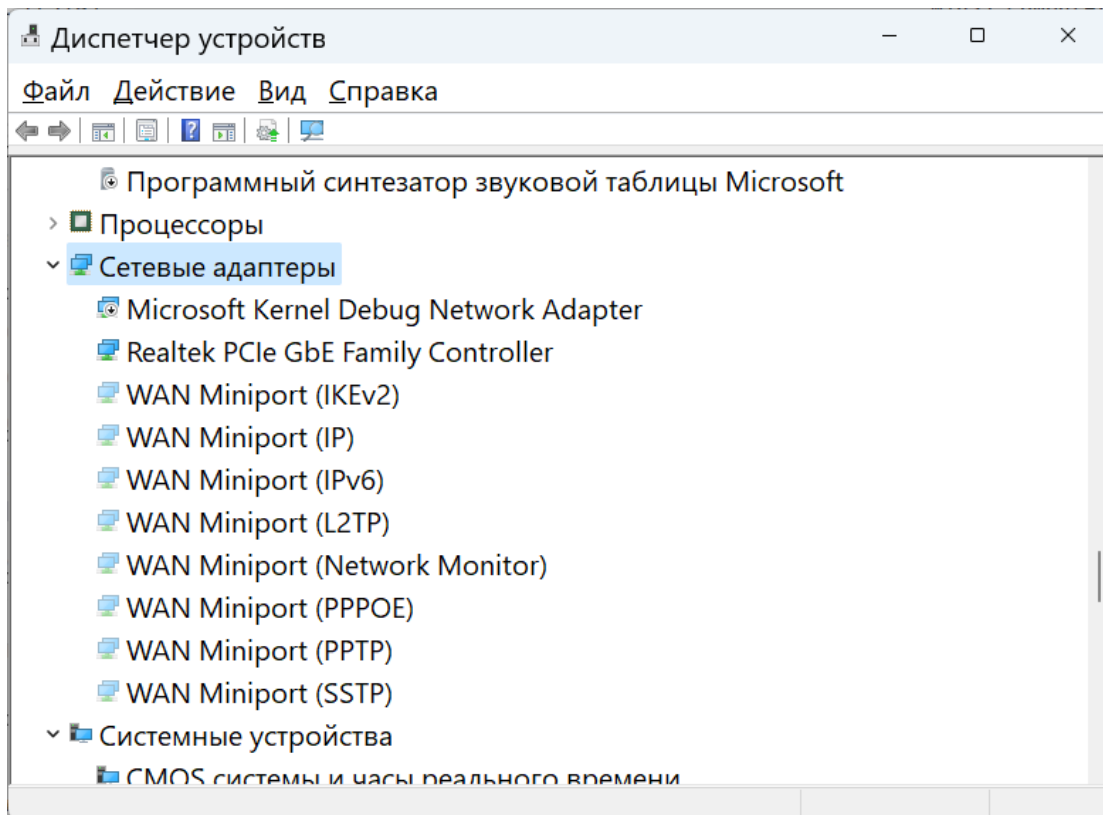 Диспетчер устройств
Файл Действие Вид Справка
Программный синтезатор звуковой таблицы Microsoft
Процессоры
Сетевые адаптеры
Microsoft Kernel Debug Network Adapter
Realtek PCIe GbE Family Controller
WAN Miniport (IKEv2)
WAN Miniport (IP)
WAN Miniport (IPv6)
WAN Miniport (L2TP)
WAN Miniport (Network Monitor)
WAN Miniport (PPPOE)
WAN Miniport (PPTP)
WAN Miniport (SSTP)
Системные устройства
CMOS системы и часы реального времени